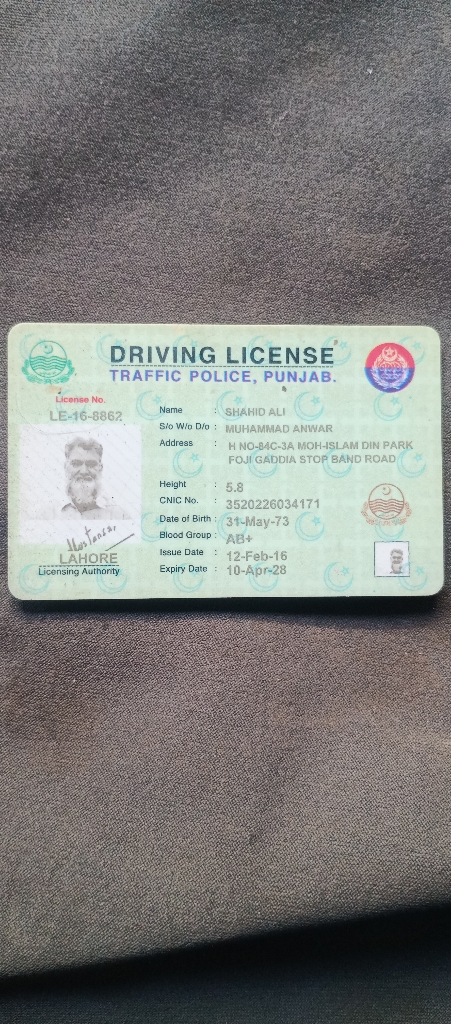 DRIVING LICENSE
TRAFFIC POLICE, PUNJAB.
License No.
LE-16-8862
Name : SHAHID ALI
S/o W/o D/o : MUHAMMAD ANWAR
Address : H NO-84C-3A MOH-ISLAM DIN PARK
FOJI GADDIA STOP BAND ROAD
Height : 5.8
CNIC No. : 3520226034171
Date of Birth : 31-May-73
Blood Group : AB+
Issue Date : 12-Feb-16
Expiry Date : 10-Apr-28
LAHORE
Licensing Authority